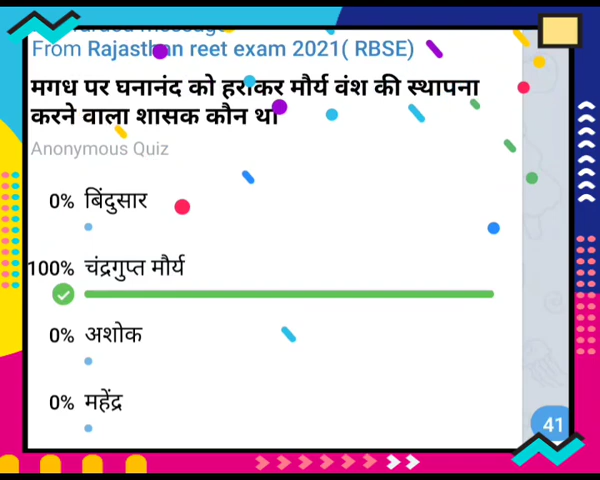 From Rajasthan reet exam 2021( RBSE)
मगध पर घनानंद को हराकर मौर्य वंश की स्थापना
करने वाला शासक कौन था
Anonymous Quiz
0% बिंदुसार
100% चंद्रगुप्त मौर्य
0% अशोक
0% महेंद्र
41